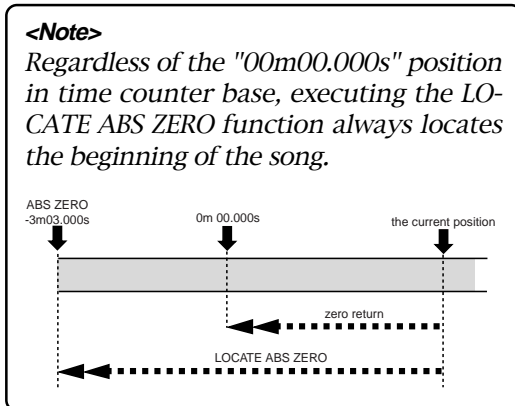 <Note>
Regardless of the "00m00.000s" position
in time counter base, executing the LO-
CATE ABS ZERO function always locates
the beginning of the song.
ABS ZERO
-3m03.000s
0m 00.000s
the current position
zero return
LOCATE ABS ZERO